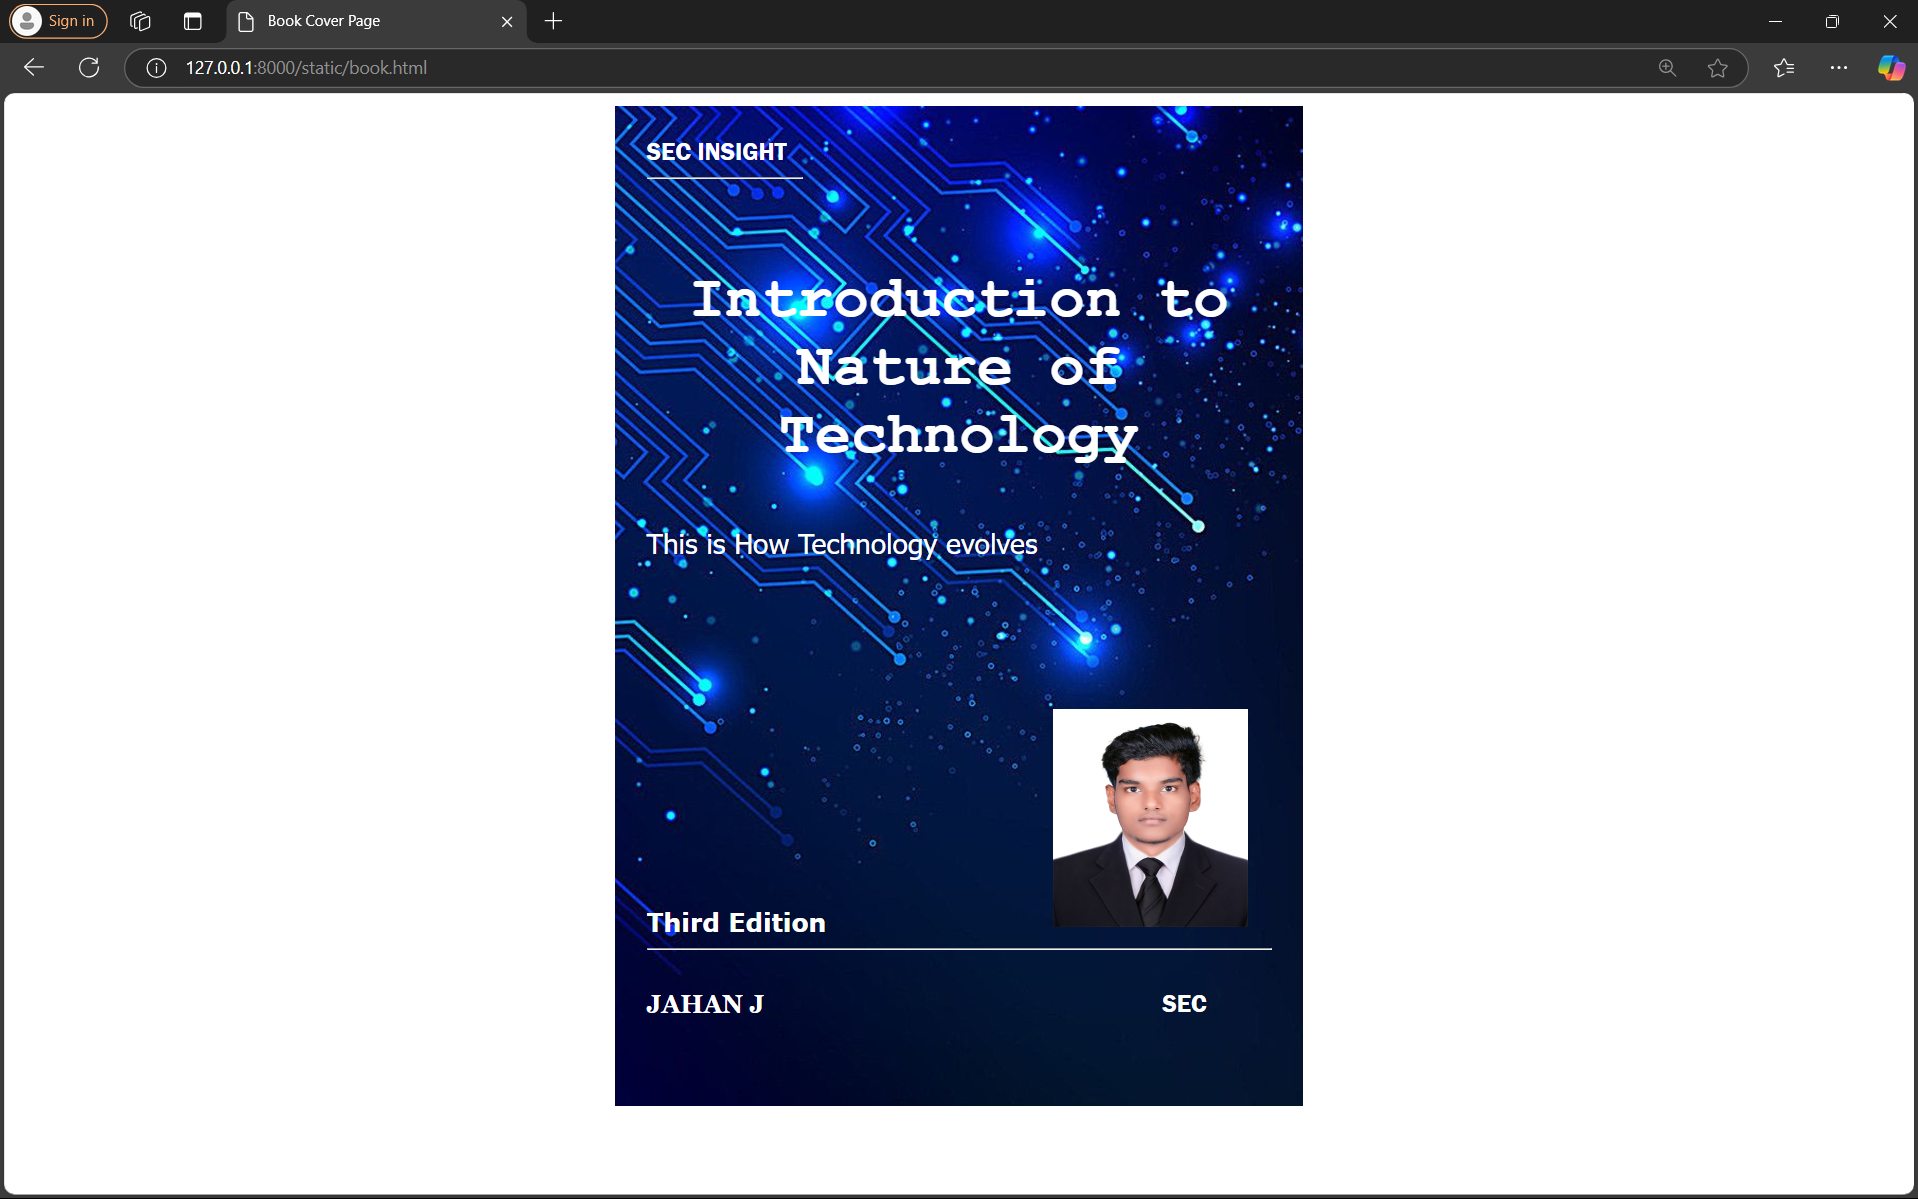 Sign in
Book Cover Page
127.0.0.1:8000/static/book.html
SEC INSIGHT
Introduction to
Nature of
Technology
This is How Technology evolves
Third Edition
JAHAN J
SEC